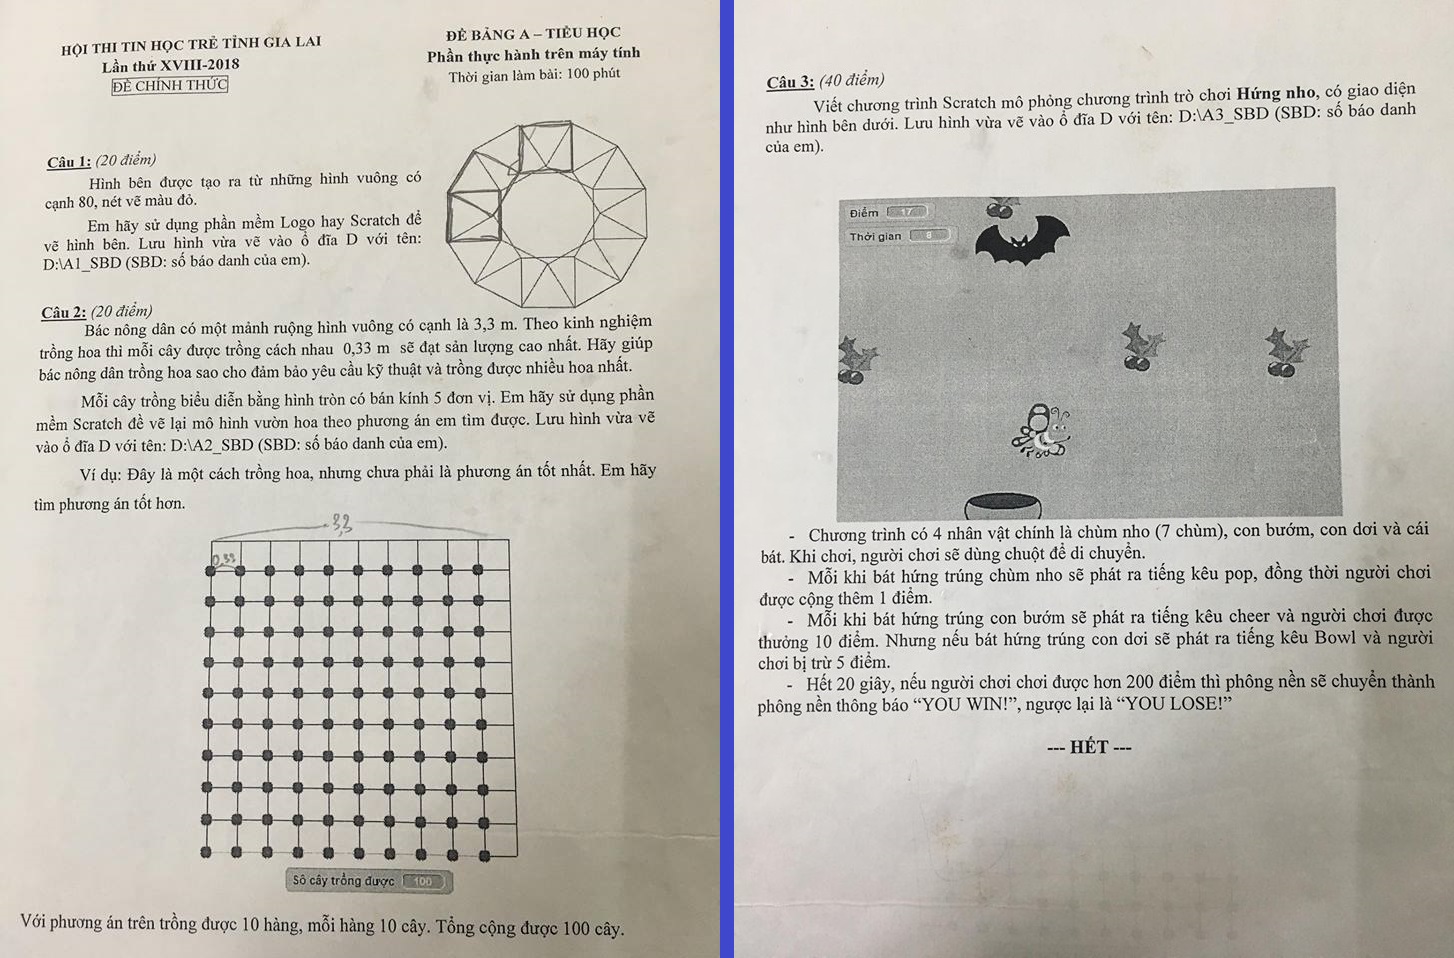 HỘI THI TIN HỌC TRẺ TỈNH GIA LAI
Lần thứ XVIII-2018
ĐỀ CHÍNH THỨC
ĐỀ BẢNG A – TIỂU HỌC
Phần thực hành trên máy tính
Thời gian làm bài: 100 phút
Câu 1: (20 điểm)
Hình bên được tạo ra từ những hình vuông có
cạnh 80, nét vẽ màu đỏ.
Em hãy sử dụng phần mềm Logo hay Scratch để
vẽ hình bên. Lưu hình vừa vẽ vào ổ đĩa D với tên:
D:\A1_SBD (SBD: số báo danh của em).
Câu 2: (20 điểm)
Bác nông dân có một mảnh ruộng hình vuông có cạnh là 3,3 m. Theo kinh nghiệm
trồng hoa thì mỗi cây được trồng cách nhau 0,33 m sẽ đạt sản lượng cao nhất. Hãy giúp
bác nông dân trồng hoa sao cho đảm bảo yêu cầu kỹ thuật và trồng được nhiều hoa nhất.
Mỗi cây trồng biểu diễn bằng hình tròn có bán kính 5 đơn vị. Em hãy sử dụng phần
mềm Scratch để vẽ lại mô hình vườn hoa theo phương án em tìm được. Lưu hình vừa vẽ
vào ổ đĩa D với tên: D:\A2_SBD (SBD: số báo danh của em).
Ví dụ: Đây là một cách trồng hoa, nhưng chưa phải là phương án tốt nhất. Em hãy
tìm phương án tốt hơn.
3,3
0,33
Số cây trồng được 100
Với phương án trên trồng được 10 hàng, mỗi hàng 10 cây. Tổng cộng được 100 cây.
Câu 3: (40 điểm)
Viết chương trình Scratch mô phỏng chương trình trò chơi Hứng nho, có giao diện
như hình bên dưới. Lưu hình vừa vẽ vào ổ đĩa D với tên: D:\A3_SBD (SBD: số báo danh
của em).
Điểm 17
Thời gian 8
- Chương trình có 4 nhân vật chính là chùm nho (7 chùm), con bướm, con dơi và cái
bát. Khi chơi, người chơi sẽ dùng chuột để di chuyển.
- Mỗi khi bát hứng trúng chùm nho sẽ phát ra tiếng kêu pop, đồng thời người chơi
được cộng thêm 1 điểm.
- Mỗi khi bát hứng trúng con bướm sẽ phát ra tiếng kêu cheer và người chơi được
thưởng 10 điểm. Nhưng nếu bát hứng trúng con dơi sẽ phát ra tiếng kêu Bowl và người
chơi bị trừ 5 điểm.
- Hết 20 giây, nếu người chơi chơi được hơn 200 điểm thì phông nền sẽ chuyển thành
phông nền thông báo “YOU WIN!”, ngược lại là “YOU LOSE!”
--- HẾT ---